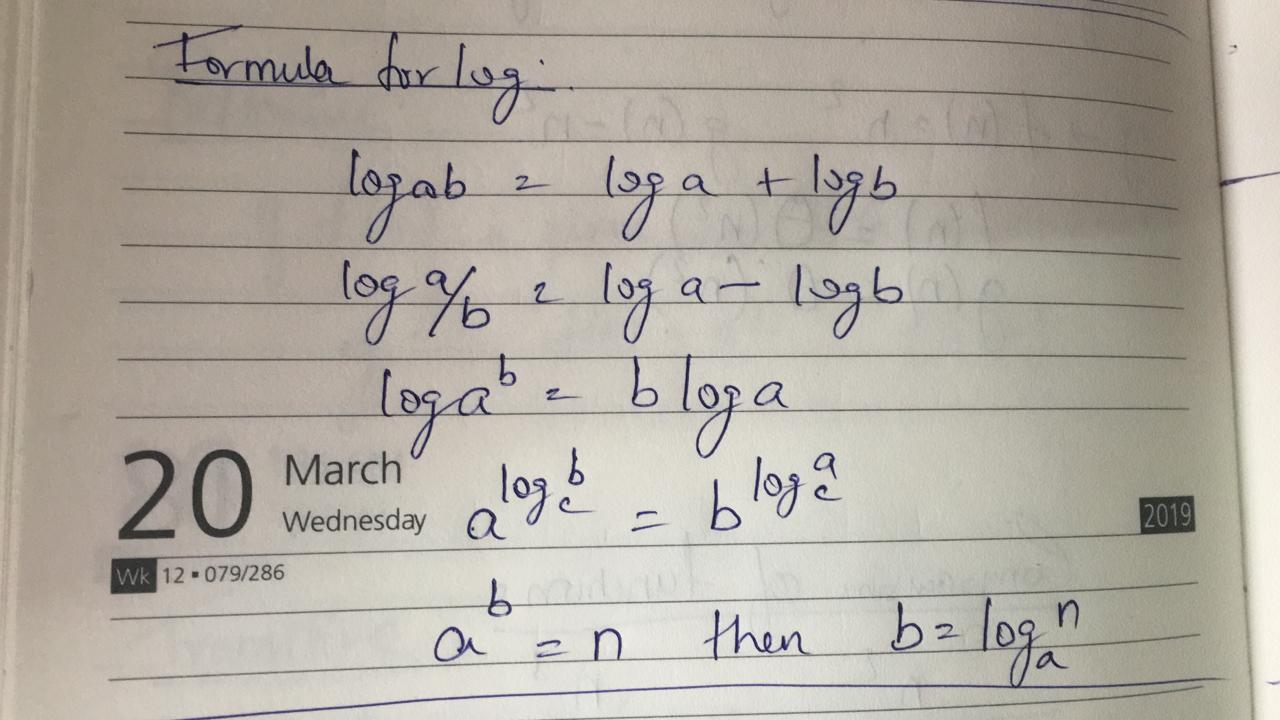 Formula for log:
log ab = log a + log b
log a/b = log a - log b
log a^b = b log a
20 March
Wednesday
a^(log_c b) = b^(log_c a)
2019
Wk 12 ▪ 079/286
a^b = n then b = log_a n